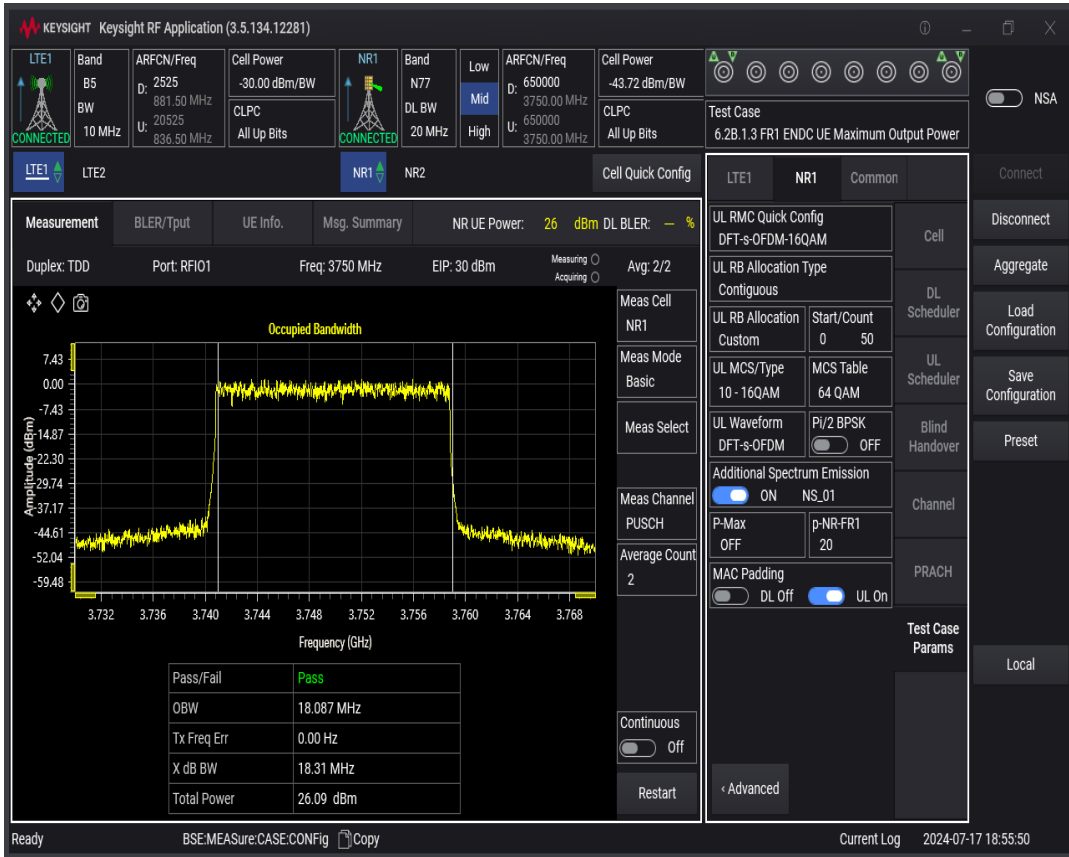 KEYSIGHT Keysight RF Application (3.5.134.12281)
LTE1
CONNECTED
Band
B5
BW
10 MHz
ARFCN/Freq
D: 2525
881.50 MHz
U: 20525
836.50 MHz
Cell Power
-30.00 dBm/BW
CLPC
All Up Bits
NR1
CONNECTED
Band
N77
DL BW
20 MHz
Low
Mid
High
ARFCN/Freq
D: 650000
3750.00 MHz
U: 650000
3750.00 MHz
Cell Power
-43.72 dBm/BW
CLPC
All Up Bits
A B A B
Test Case
6.2B.1.3 FR1 ENDC UE Maximum Output Power
NSA
LTE1 LTE2 NR1 NR2 Cell Quick Config
Measurement BLER/Tput UE Info. Msg. Summary NR UE Power: 26 dBm DL BLER: -- %
Duplex: TDD Port: RFIO1 Freq: 3750 MHz EIP: 30 dBm Measuring Avg: 2/2
Acquiring
Occupied Bandwidth
Amplitude (dBm)
7.43
0.00
-7.43
-14.87
-22.30
-29.74
-37.17
-44.61
-52.04
-59.48
3.732 3.736 3.740 3.744 3.748 3.752 3.756 3.760 3.764 3.768
Frequency (GHz)
Pass/Fail Pass
OBW 18.087 MHz
Tx Freq Err 0.00 Hz
X dB BW 18.31 MHz
Total Power 26.09 dBm
Meas Cell
NR1
Meas Mode
Basic
Meas Select
Meas Channel
PUSCH
Average Count
2
Continuous
Off
Restart
LTE1 NR1 Common
UL RMC Quick Config
DFT-s-OFDM-16QAM
UL RB Allocation Type
Contiguous
UL RB Allocation Start/Count
Custom 0 50
UL MCS/Type MCS Table
10 - 16QAM 64 QAM
UL Waveform Pi/2 BPSK
DFT-s-OFDM OFF
Additional Spectrum Emission
ON NS_01
P-Max p-NR-FR1
OFF 20
MAC Padding
DL Off UL On
‹ Advanced
Cell
DL
Scheduler
UL
Scheduler
Blind
Handover
Channel
PRACH
Test Case
Params
Connect
Disconnect
Aggregate
Load
Configuration
Save
Configuration
Preset
Local
Ready BSE:MEASure:CASE:CONFig Copy Current Log 2024-07-17 18:55:50